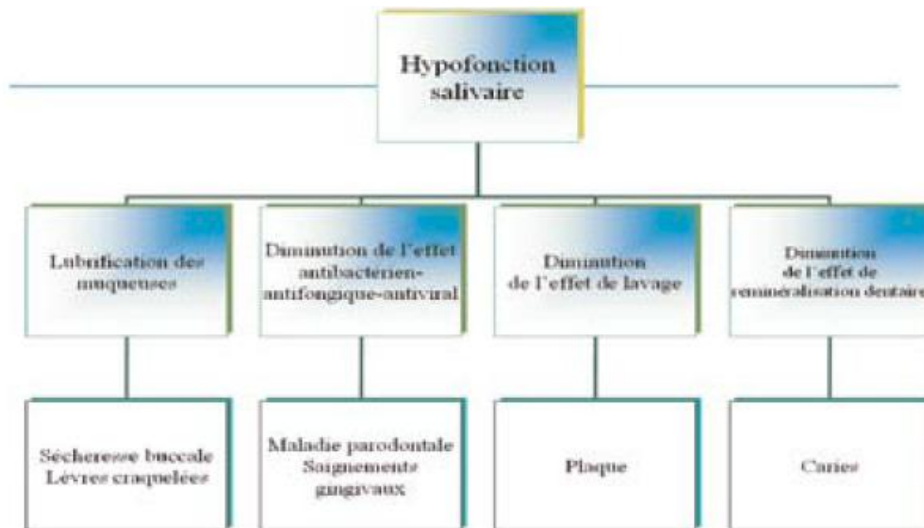 Hypofonction
salivaire
Lubrification des
muqueuses
Diminution de l'effet
antibactérien-
antifongique-antiviral
Diminution
de l'effet de lavage
Diminution
de l'effet de
reminéralisation dentaire
Sécheresse buccale
Lèvres craquelées
Maladie parodontale
Saignements
gingivaux
Plaque
Caries